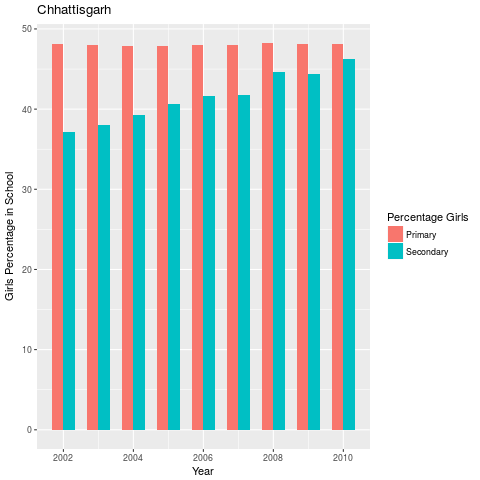 Chhattisgarh
50
40
30
20
10
0
Girls Percentage in School
2002 2004 2006 2008 2010
Year
Percentage Girls
Primary
Secondary